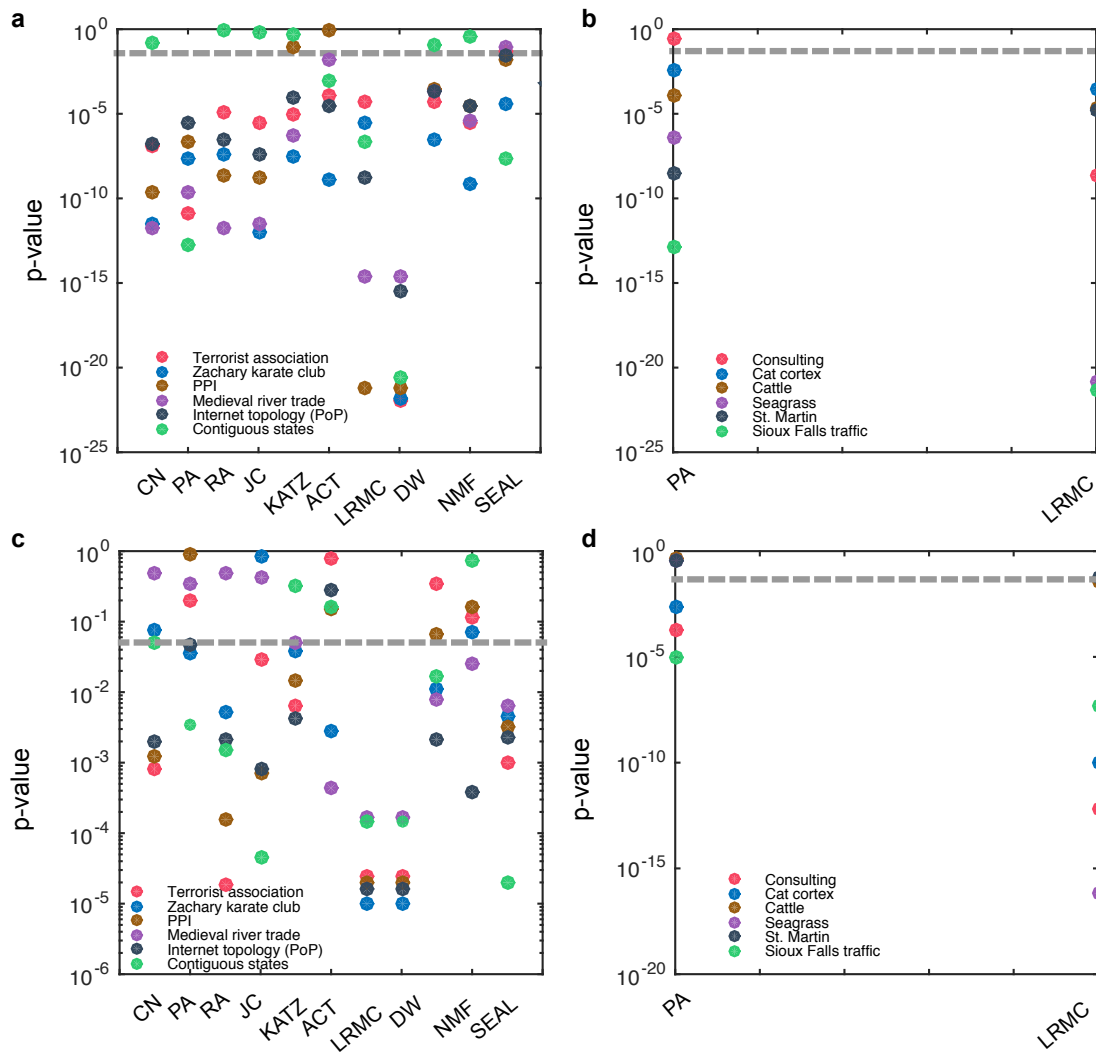 a
p-value
10^0
10^-5
10^-10
10^-15
10^-20
10^-25
Terrorist association
Zachary karate club
PPI
Medieval river trade
Internet topology (PoP)
Contiguous states
CN
PA
RA
JC
KATZ
ACT
LRMC
DW
NMF
SEAL
b
p-value
10^0
10^-5
10^-10
10^-15
10^-20
10^-25
Consulting
Cat cortex
Cattle
Seagrass
St. Martin
Sioux Falls traffic
PA
LRMC
c
p-value
10^0
10^-1
10^-2
10^-3
10^-4
10^-5
10^-6
Terrorist association
Zachary karate club
PPI
Medieval river trade
Internet topology (PoP)
Contiguous states
CN
PA
RA
JC
KATZ
ACT
LRMC
DW
NMF
SEAL
d
p-value
10^0
10^-5
10^-10
10^-15
10^-20
Consulting
Cat cortex
Cattle
Seagrass
St. Martin
Sioux Falls traffic
PA
LRMC